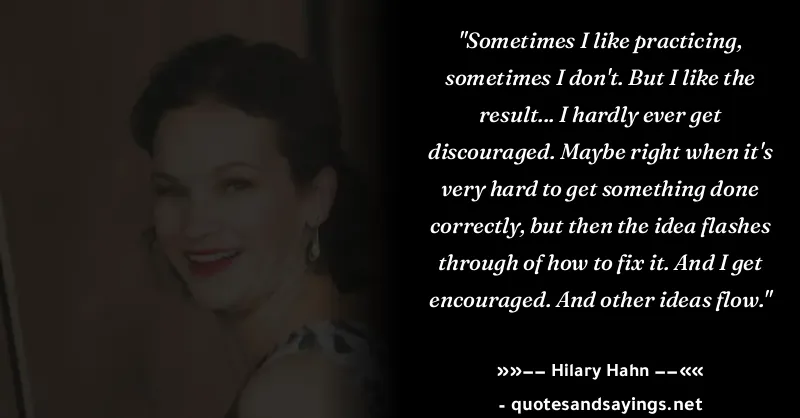 "Sometimes I like practicing,
sometimes I don't. But I like the
result... I hardly ever get
discouraged. Maybe right when it's
very hard to get something done
correctly, but then the idea flashes
through of how to fix it. And I get
encouraged. And other ideas flow."
»»−− Hilary Hahn −−««
- quotesandsayings.net